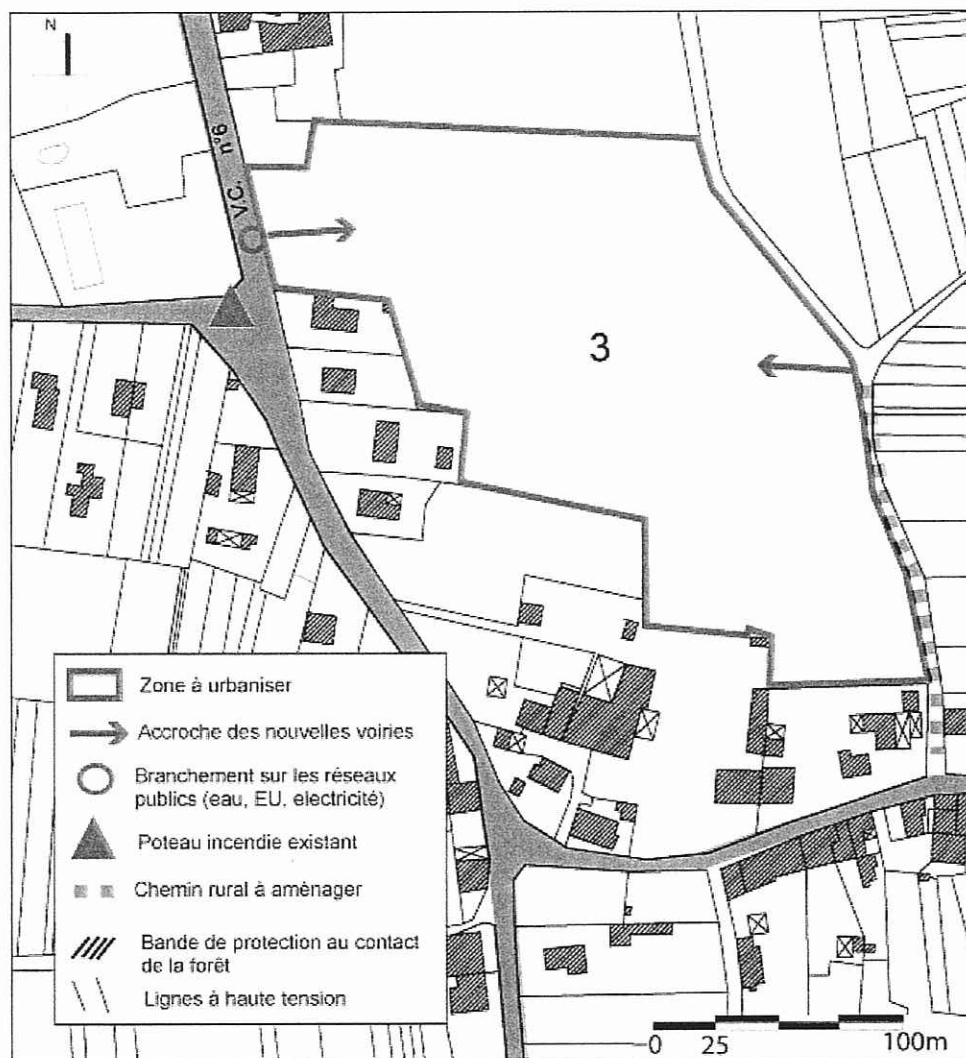 N
V.C. n°6
3
Zone à urbaniser
Accroche des nouvelles voiries
Branchement sur les réseaux
publics (eau, EU, electricité)
Poteau incendie existant
Chemin rural à aménager
Bande de protection au contact
de la forêt
Lignes à haute tension
0 25 100m